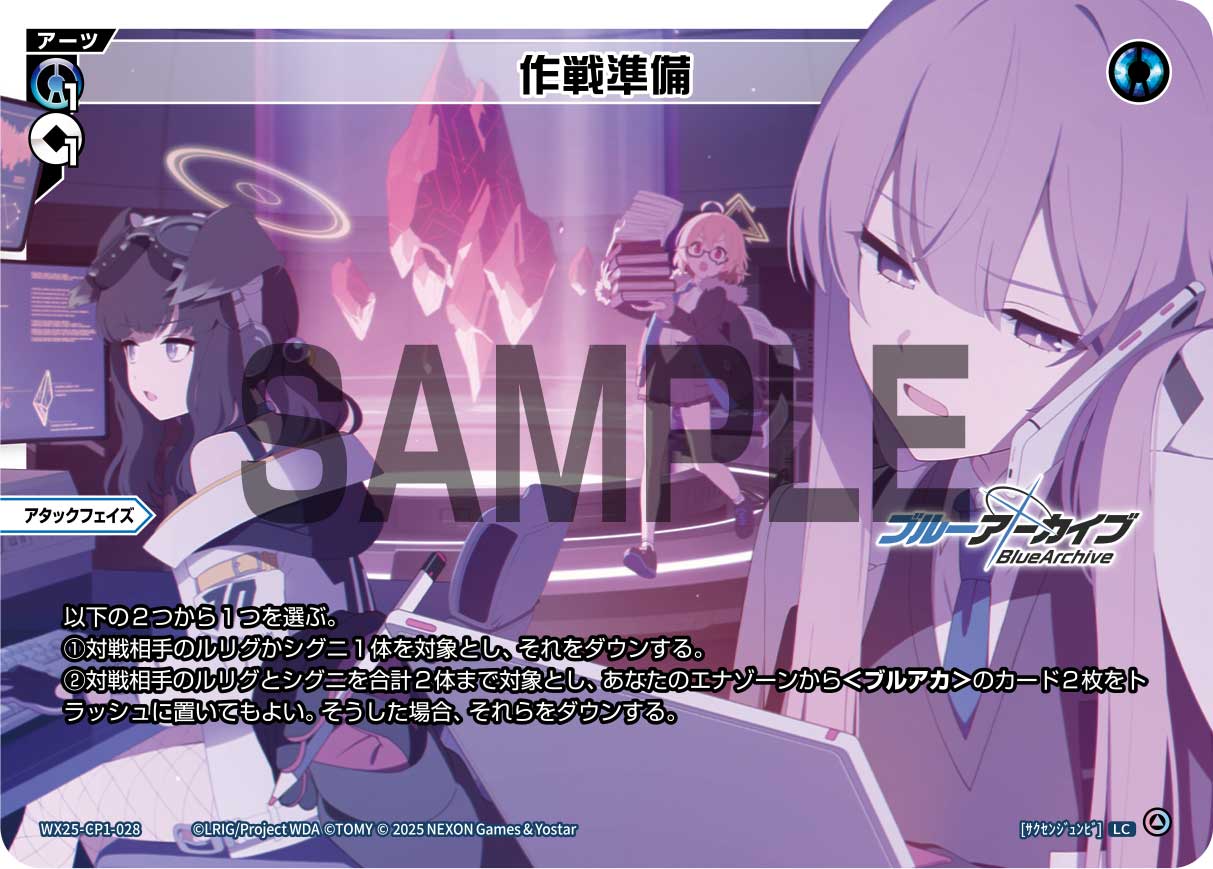 アーツ
作戦準備
1
1
SAMPLE
アタックフェイズ
ブルーアーカイブ
BlueArchive
以下の２つから１つを選ぶ。
①対戦相手のルリグかシグニ１体を対象とし、それをダウンする。
②対戦相手のルリグとシグニを合計２体まで対象とし、あなたのエナゾーンから<ブルアカ>のカード２枚をト
ラッシュに置いてもよい。そうした場合、それらをダウンする。
WX25-CP1-028 ©LRIG/Project WDA ©TOMY © 2025 NEXON Games & Yostar [ｻｸｾﾝｼﾞｭﾝﾋﾞ] LC